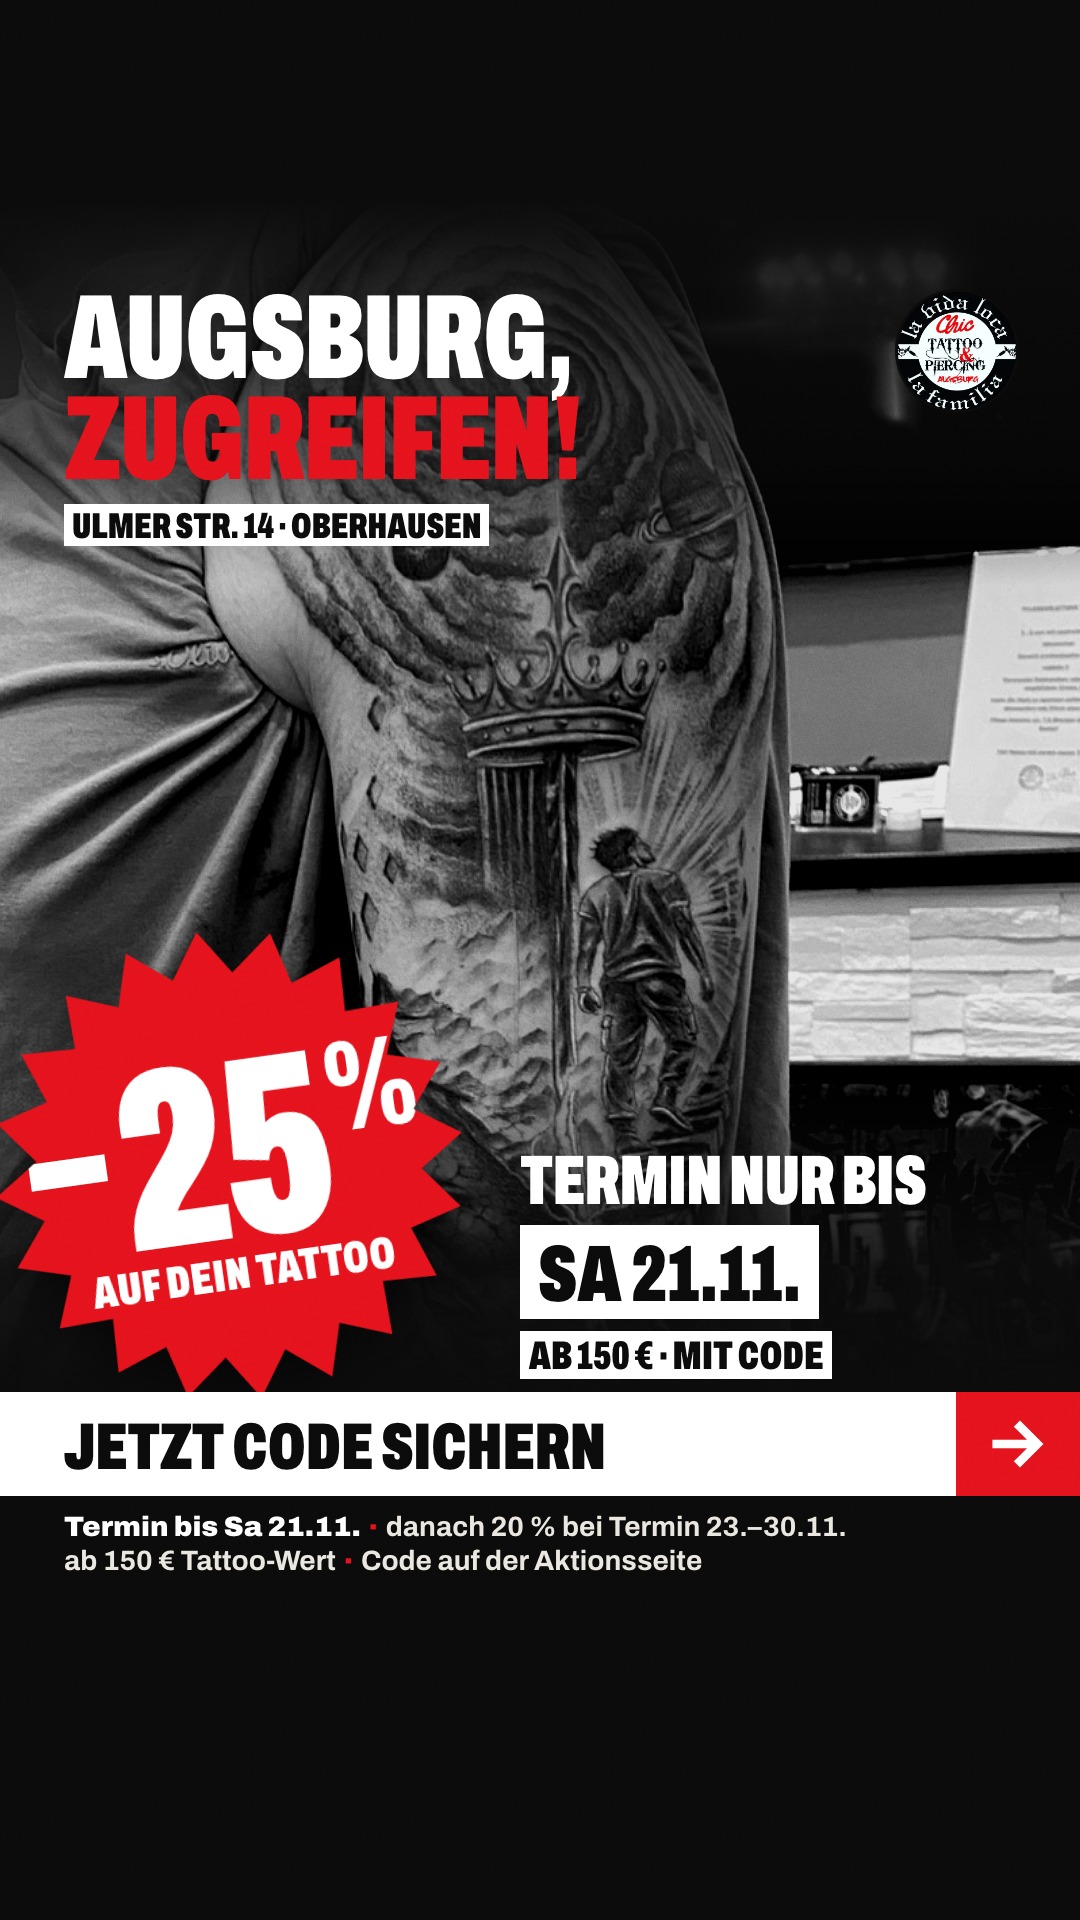 AUGSBURG,
ZUGREIFEN!
ULMER STR. 14 · OBERHAUSEN
la vida loca
Chic
TATTOO
&
PIERCING
AUGSBURG
la familia
-25%
AUF DEIN TATTOO
TERMIN NUR BIS
SA 21.11.
AB 150 € · MIT CODE
JETZT CODE SICHERN
Termin bis Sa 21.11. · danach 20 % bei Termin 23.–30.11.
ab 150 € Tattoo-Wert · Code auf der Aktionsseite